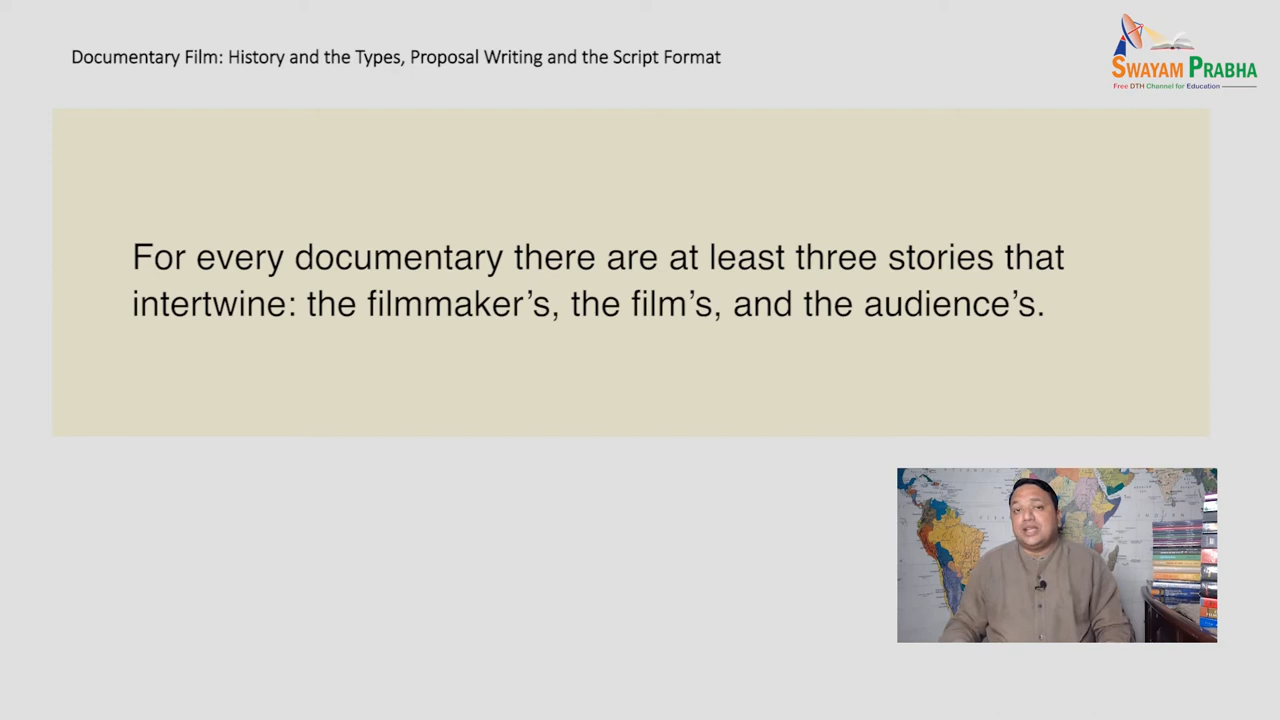 Documentary Film: History and the Types, Proposal Writing and the Script Format
SWAYAM PRABHA
Free DTH Channel for Education
For every documentary there are at least three stories that
intertwine: the filmmaker’s, the film’s, and the audience’s.